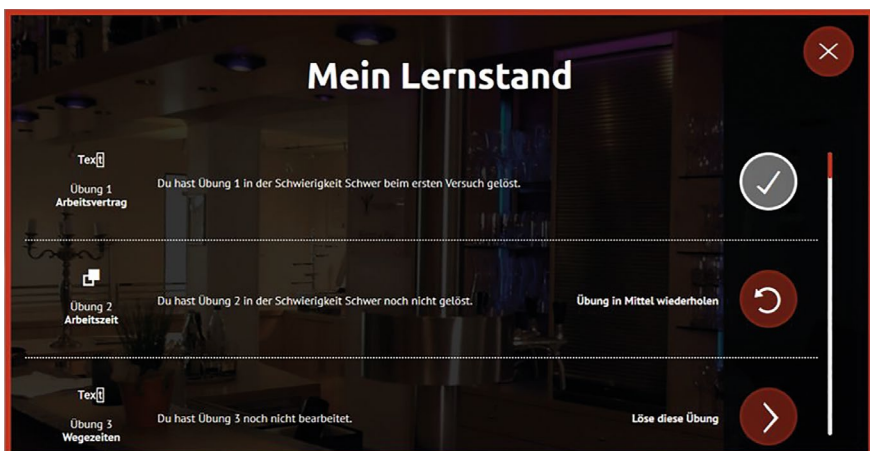 Mein Lernstand
Text
Übung 1
Arbeitsvertrag
Du hast Übung 1 in der Schwierigkeit Schwer beim ersten Versuch gelöst.
Übung 2
Arbeitszeit
Du hast Übung 2 in der Schwierigkeit Schwer noch nicht gelöst.
Übung in Mittel wiederholen
Text
Übung 3
Wegezeiten
Du hast Übung 3 noch nicht bearbeitet.
Löse diese Übung